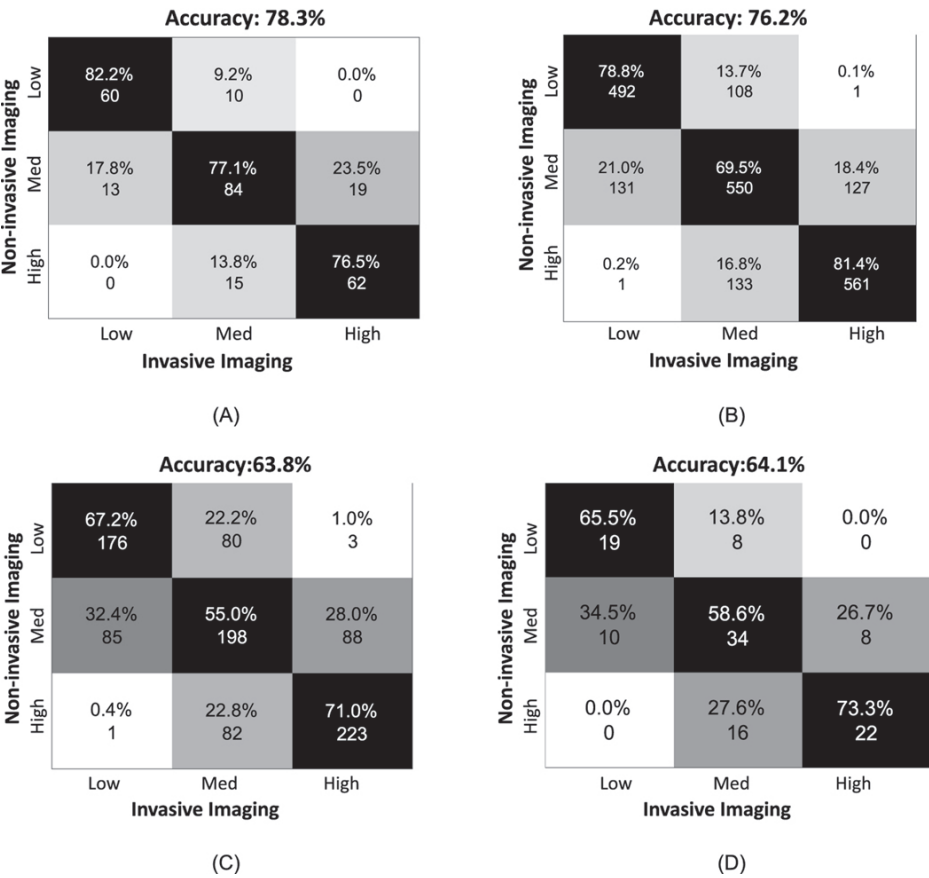 Accuracy: 78.3%
Non-invasive Imaging
Low
82.2%
60
9.2%
10
0.0%
0
Med
17.8%
13
77.1%
84
23.5%
19
High
0.0%
0
13.8%
15
76.5%
62
Low Med High
Invasive Imaging
(A)
Accuracy: 76.2%
Non-invasive Imaging
Low
78.8%
492
13.7%
108
0.1%
1
Med
21.0%
131
69.5%
550
18.4%
127
High
0.2%
1
16.8%
133
81.4%
561
Low Med High
Invasive Imaging
(B)
Accuracy:63.8%
Non-invasive Imaging
Low
67.2%
176
22.2%
80
1.0%
3
Med
32.4%
85
55.0%
198
28.0%
88
High
0.4%
1
22.8%
82
71.0%
223
Low Med High
Invasive Imaging
(C)
Accuracy:64.1%
Non-invasive Imaging
Low
65.5%
19
13.8%
8
0.0%
0
Med
34.5%
10
58.6%
34
26.7%
8
High
0.0%
0
27.6%
16
73.3%
22
Low Med High
Invasive Imaging
(D)